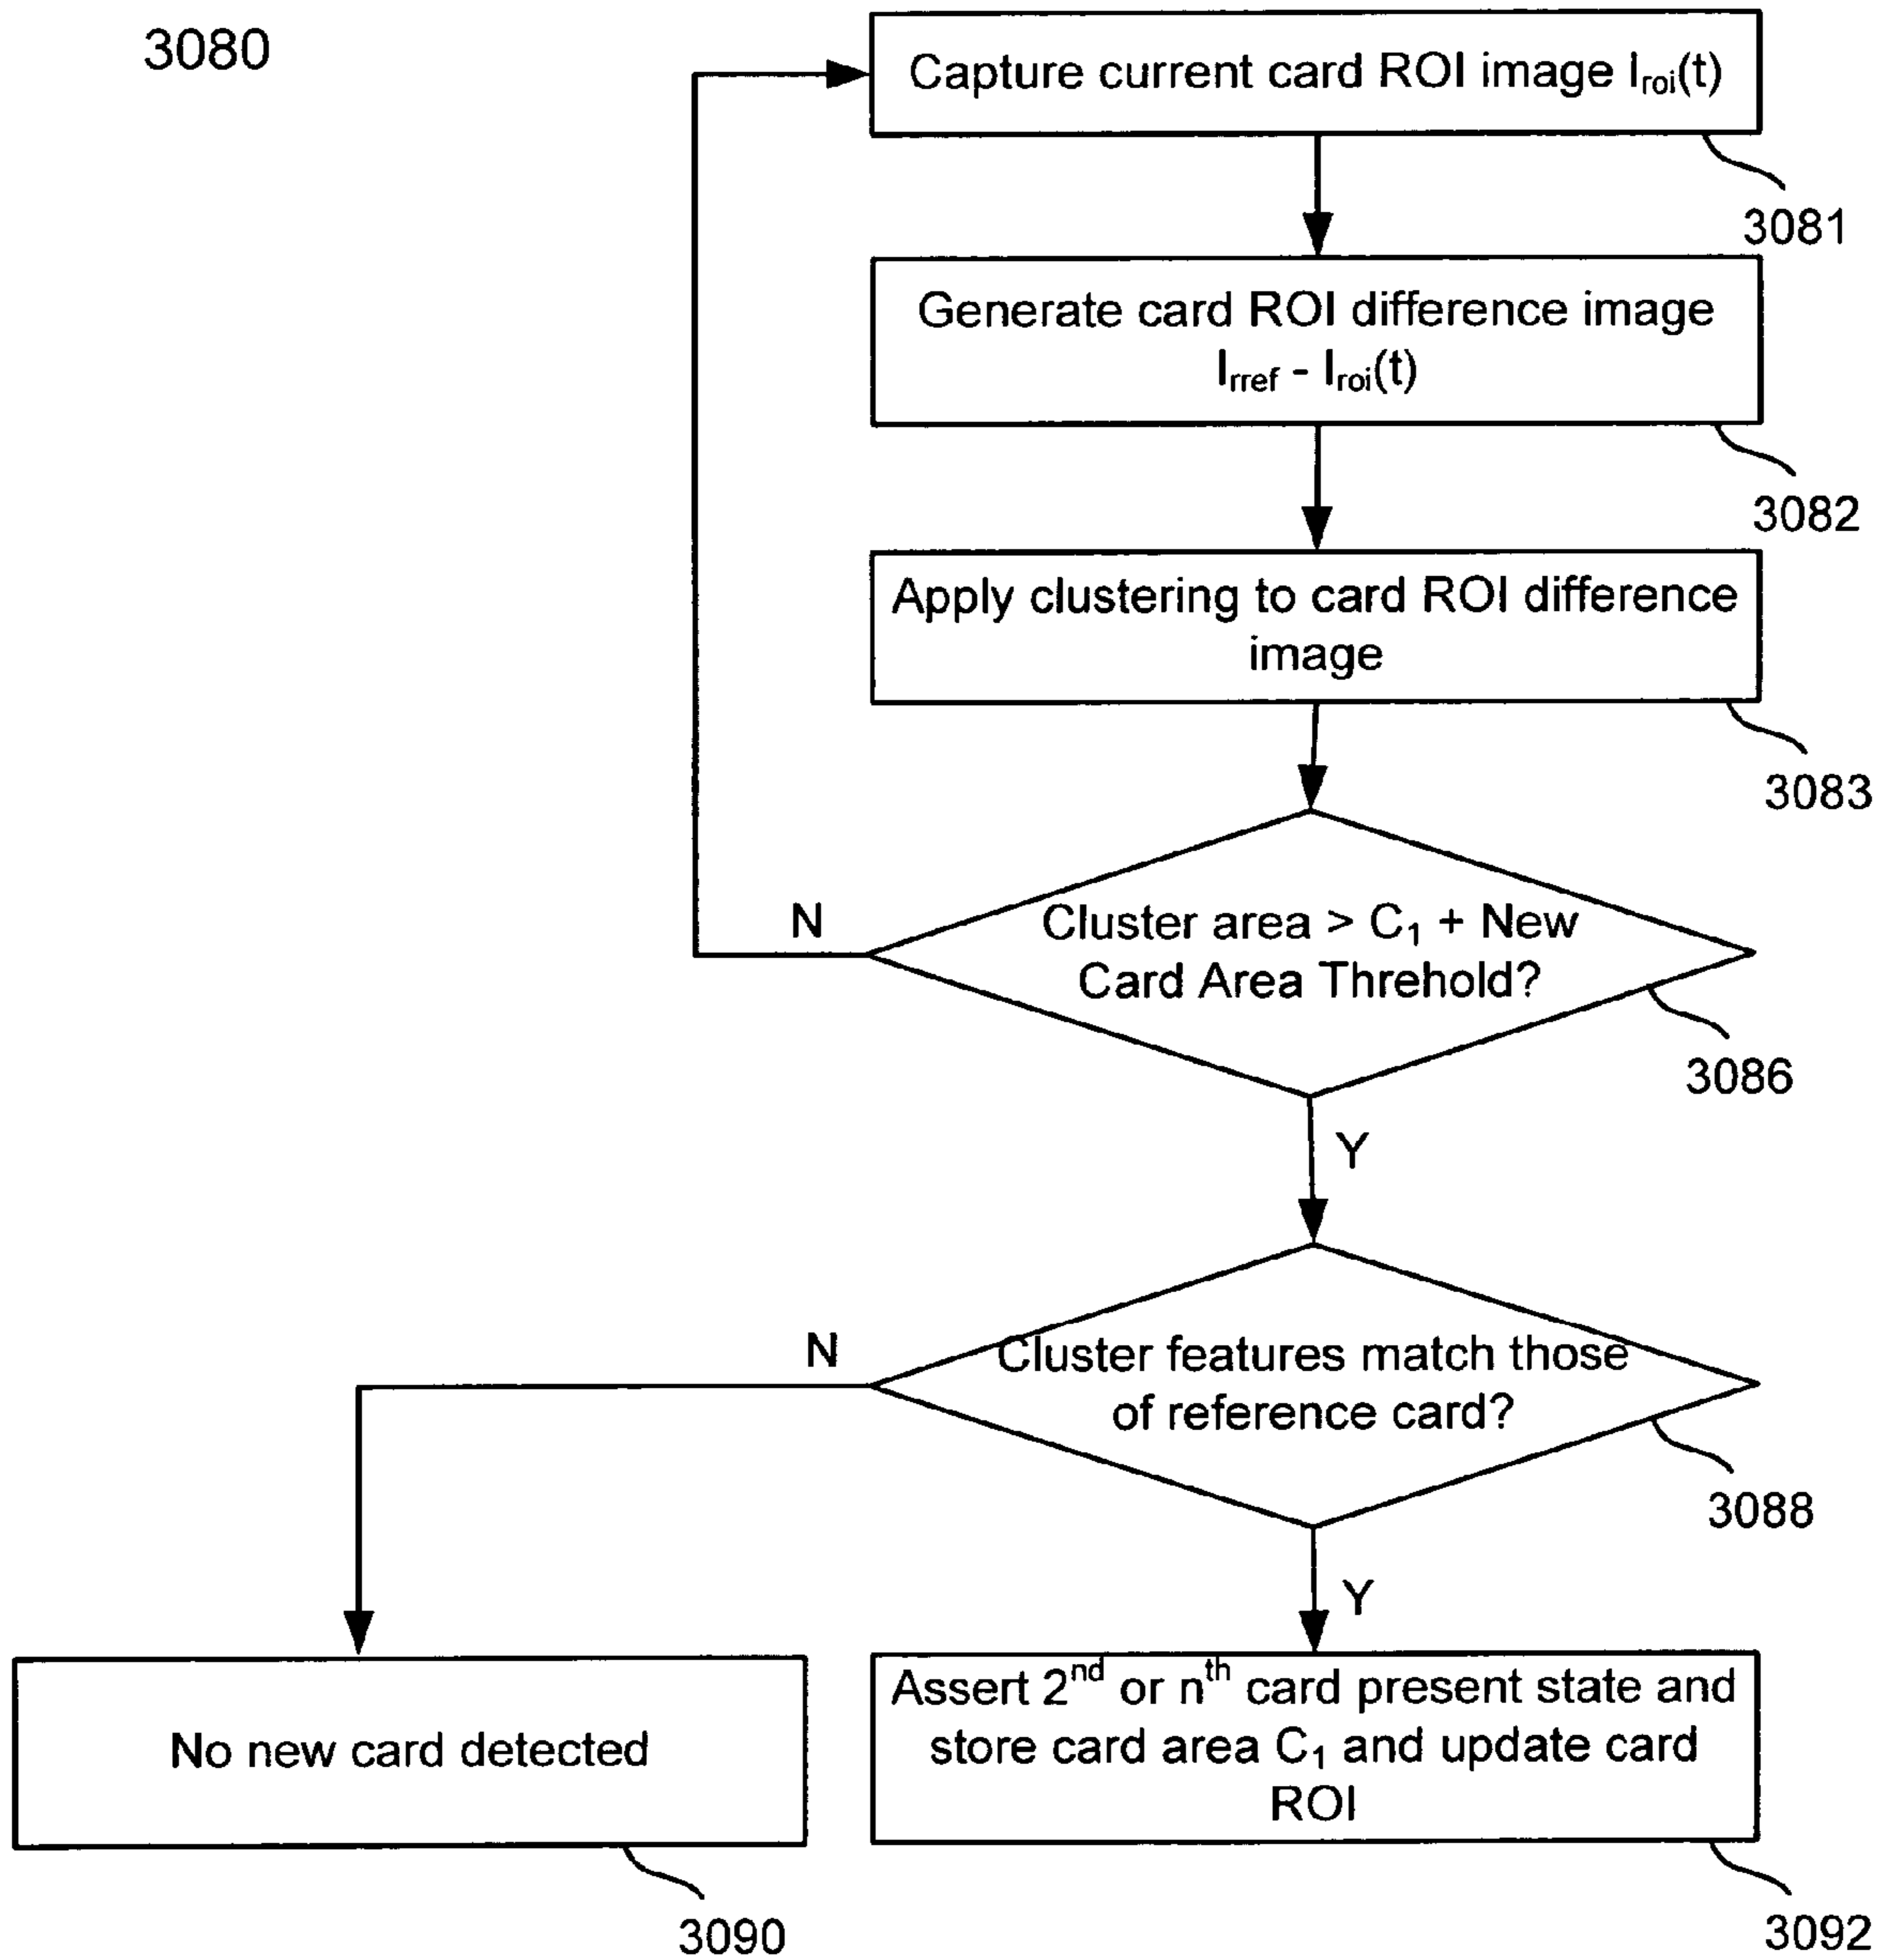 3080
Capture current card ROI image Iroi(t)
3081
Generate card ROI difference image
Irref - Iroi(t)
3082
Apply clustering to card ROI difference
image
3083
Cluster area > C1 + New
Card Area Threhold?
N
3086
Y
Cluster features match those
of reference card?
N
3088
Y
No new card detected
3090
Assert 2nd or nth card present state and
store card area C1 and update card
ROI
3092